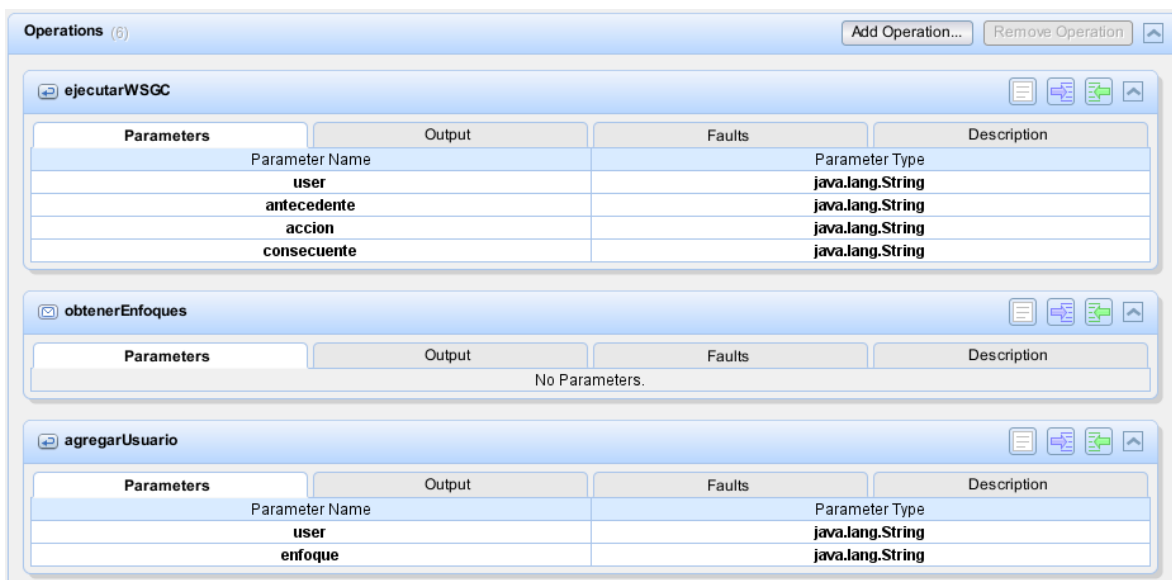 Operations (6) Add Operation... Remove Operation
ejecutarWSGC
Parameters Output Faults Description
Parameter Name Parameter Type
user java.lang.String
antecedente java.lang.String
accion java.lang.String
consecuente java.lang.String
obtenerEnfoques
Parameters Output Faults Description
No Parameters.
agregarUsuario
Parameters Output Faults Description
Parameter Name Parameter Type
user java.lang.String
enfoque java.lang.String